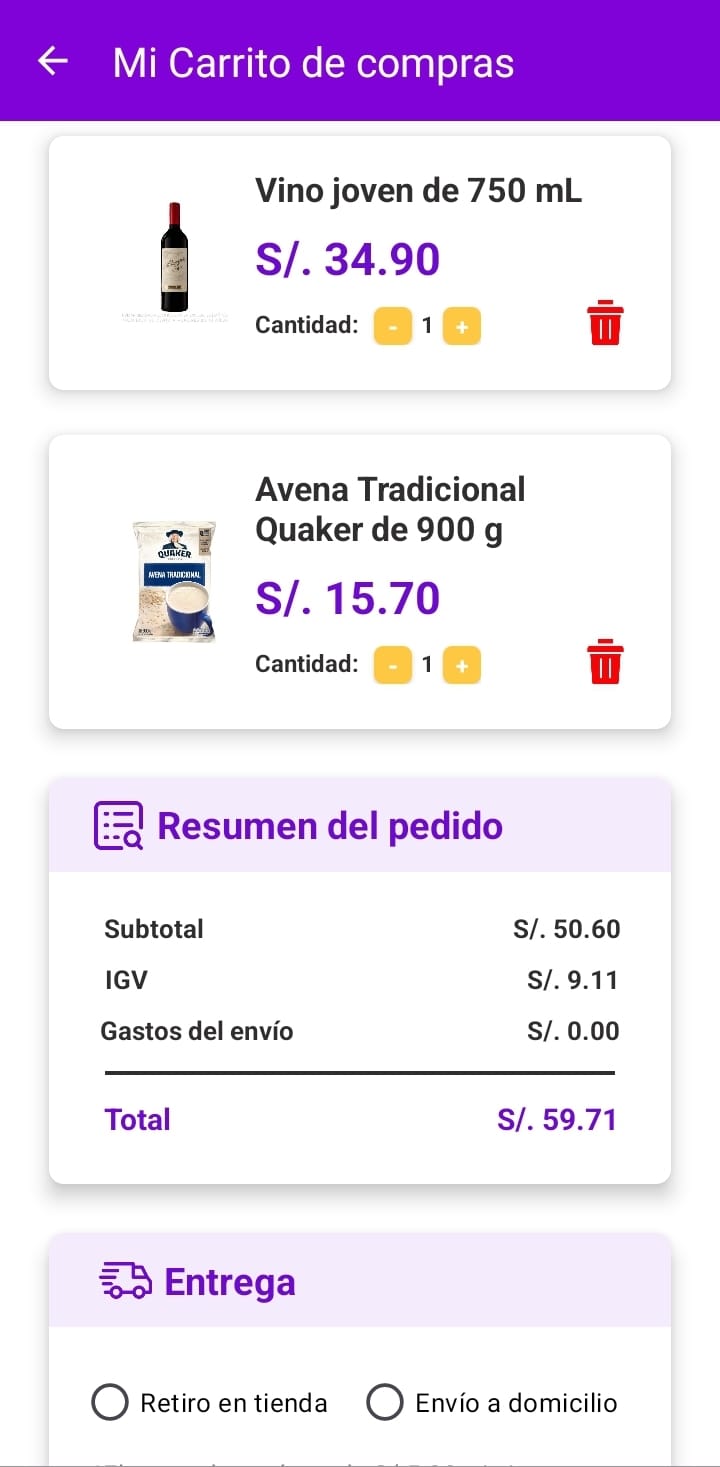 Mi Carrito de compras
Vino joven de 750 mL
S/. 34.90
Cantidad: - 1 +
Avena Tradicional
Quaker de 900 g
QUAKER
AVENA TRADICIONAL
S/. 15.70
Cantidad: - 1 +
Resumen del pedido
Subtotal S/. 50.60
IGV S/. 9.11
Gastos del envío S/. 0.00
Total S/. 59.71
Entrega
Retiro en tienda Envío a domicilio